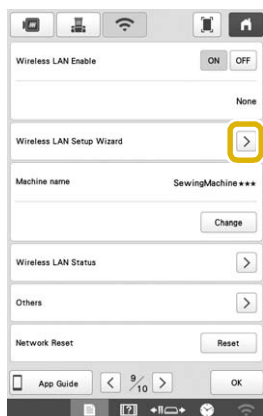 Wireless LAN Enable
ON OFF
None
Wireless LAN Setup Wizard
Machine name
SewingMachine★★★
Change
Wireless LAN Status
Others
Network Reset
Reset
App Guide
9/10
OK